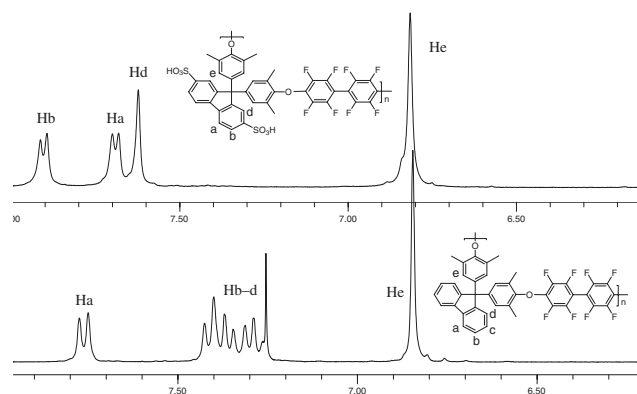 He
Hd
Hb
Ha
O
HO₃S
e
d
a
b
SO₃H
O
F F F F
F F F F
n
7.00
7.50
6.50
Ha
Hb–d
He
O
e
d
a
b
c
O
F F F F
F F F F
n
7.50
7.00
6.50